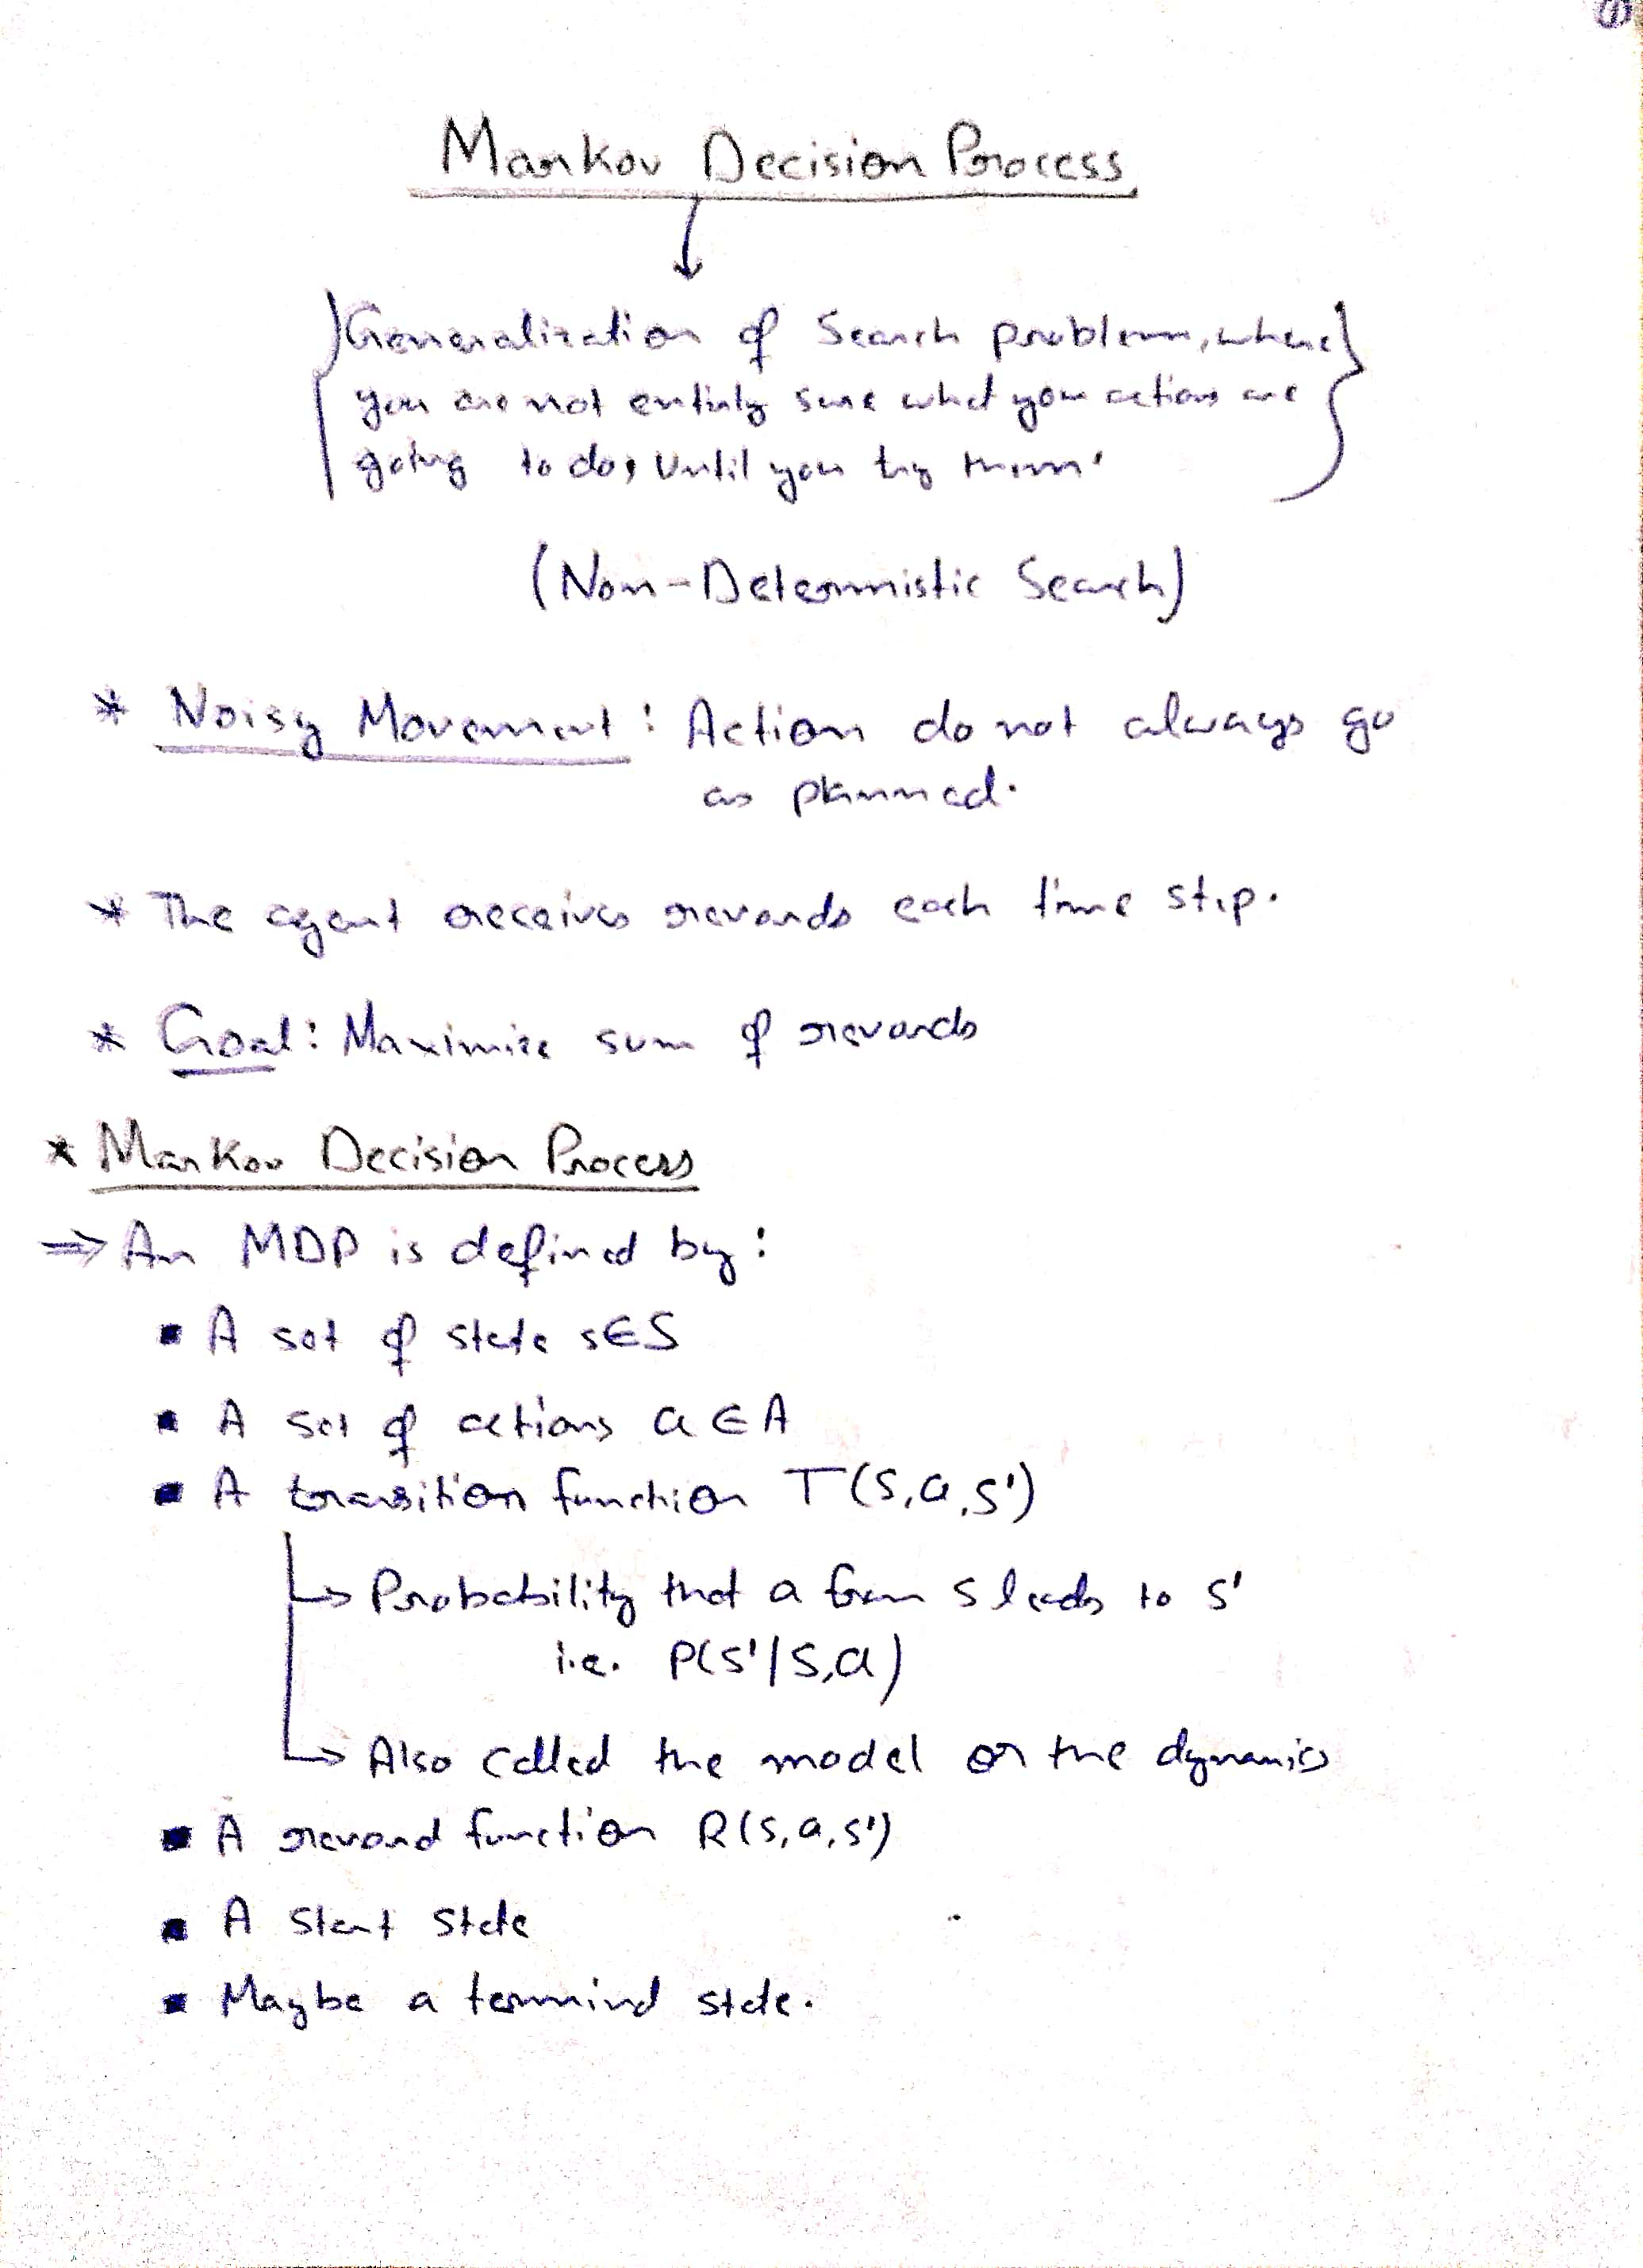 ①
Markov Decision Process
Generalization of Search problem, where
you are not entirly sure what your actions are
going to do, Until you try them.
(Non-Determnistic Search)
* Noisy Movement: Action do not always go
as planned.
* The agent receives rewards each time step.
* Goal: Maximize sum of rewards
* Markov Decision Process
⇒ An MDP is defined by:
▪ A set of state s∈S
▪ A set of actions a∈A
▪ A transition function T(s,a,s')
↳ Probability that a from s leads to s'
i.e. P(s'/s,a)
↳ Also called the model or the dynamics
▪ A reward function R(s,a,s')
▪ A start state
▪ Maybe a terminal state.